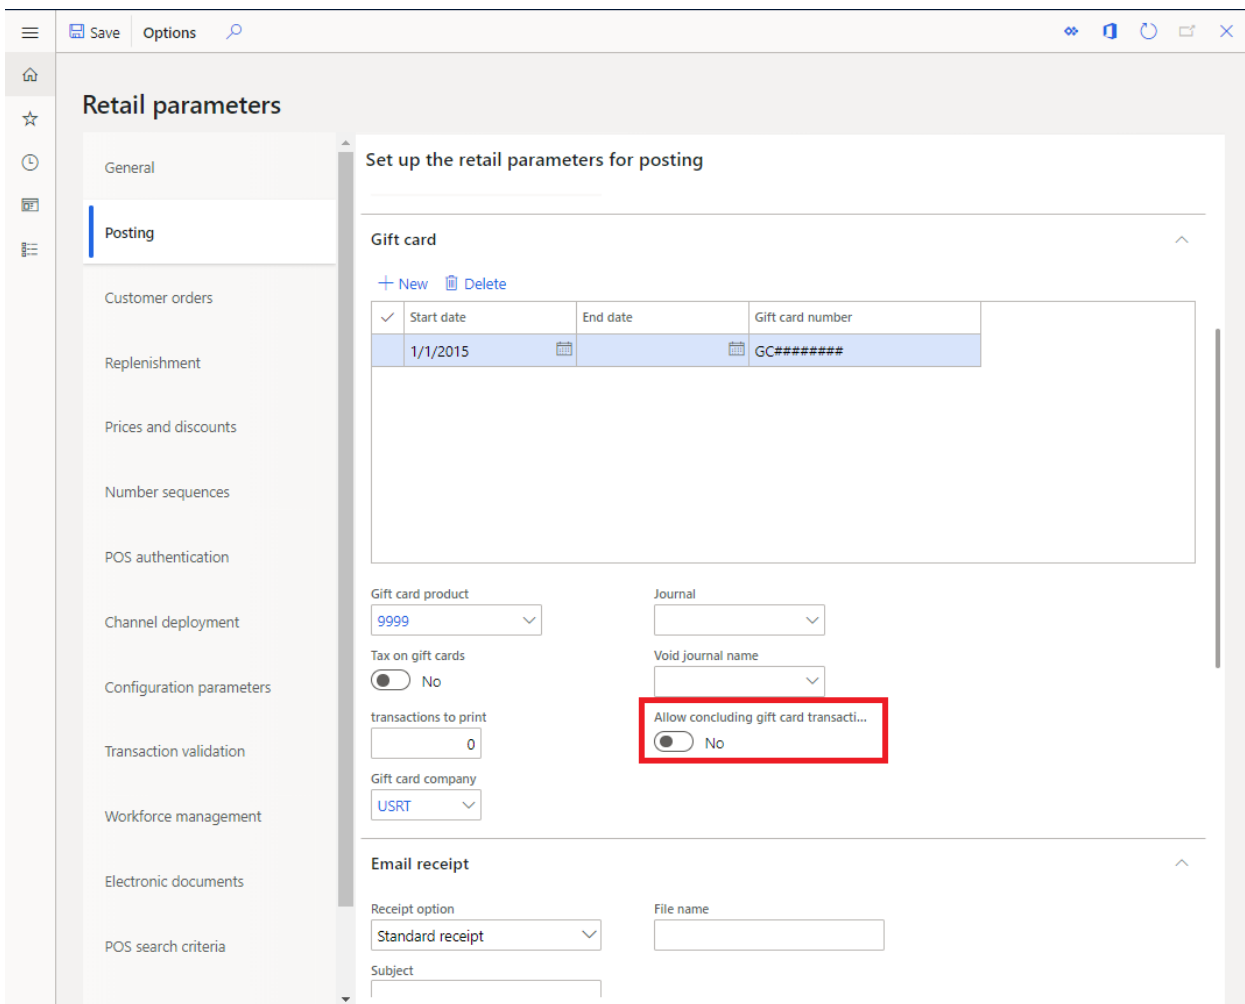 Save Options
Retail parameters
General
Posting
Customer orders
Replenishment
Prices and discounts
Number sequences
POS authentication
Channel deployment
Configuration parameters
Transaction validation
Workforce management
Electronic documents
POS search criteria
Set up the retail parameters for posting
Gift card
New Delete
Start date End date Gift card number
1/1/2015 GC########
Gift card product Journal
9999
Tax on gift cards Void journal name
No
transactions to print Allow concluding gift card transacti...
0 No
Gift card company
USRT
Email receipt
Receipt option File name
Standard receipt
Subject